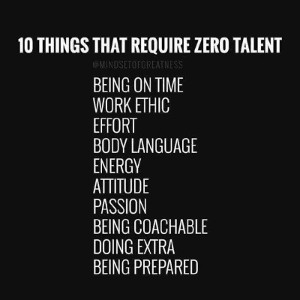 10 THINGS THAT REQUIRE ZERO TALENT
@MINDSETOFGREATNESS
BEING ON TIME
WORK ETHIC
EFFORT
BODY LANGUAGE
ENERGY
ATTITUDE
PASSION
BEING COACHABLE
DOING EXTRA
BEING PREPARED